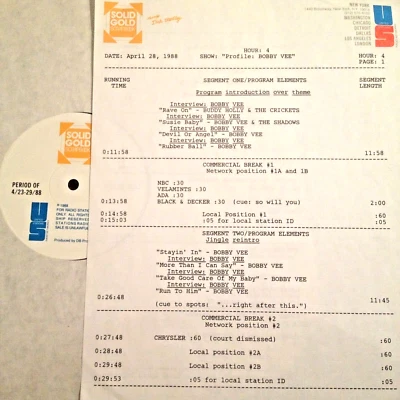 SOLID GOLD
HOUR: 4
DATE: April 28, 1988 SHOW: "Profile: BOBBY VEE" HOUR: 4
PAGE: 1
RUNNING TIME SEGMENT ONE/PROGRAM ELEMENTS SEGMENT LENGTH
Program introduction over theme
Interview: BOBBY VEE
"Rave On" - BUDDY HOLLY & THE CRICKETS
Interview: BOBBY VEE
"Suzie Baby" - BOBBY VEE & THE SHADOWS
Interview: BOBBY VEE
"Devil Or Angel" - BOBBY VEE
Interview: BOBBY VEE
"Rubber Ball" - BOBBY VEE
0:11:58 11:58
COMMERCIAL BREAK #1
Network position #1A and 1B
NBC :30
VELAMINTS :30
ADA :30
0:13:58 BLACK & DECKER :30 (cue: so will you) 2:00
0:14:58 Local Position #1 :60
0:15:03 :05 for local station ID :05
SEGMENT TWO/PROGRAM ELEMENTS
Jingle reintro
"Stayin' In" - BOBBY VEE
Interview: BOBBY VEE
"More Than I Can Say" - BOBBY VEE
Interview: BOBBY VEE
"Take Good Care Of My Baby" - BOBBY VEE
Interview: BOBBY VEE
"Run To Him" - BOBBY VEE
0:26:48 11:45
(cue to spots: "...right after this.")
COMMERCIAL BREAK #2
Network position #2
0:27:48 CHRYSLER :60 (court dismissed) :60
0:28:48 Local position #2A :60
0:29:48 Local position #2B :60
0:29:53 :05 for local station ID :05
SOLID GOLD
PERIOD OF
4/23-29/88
US
US